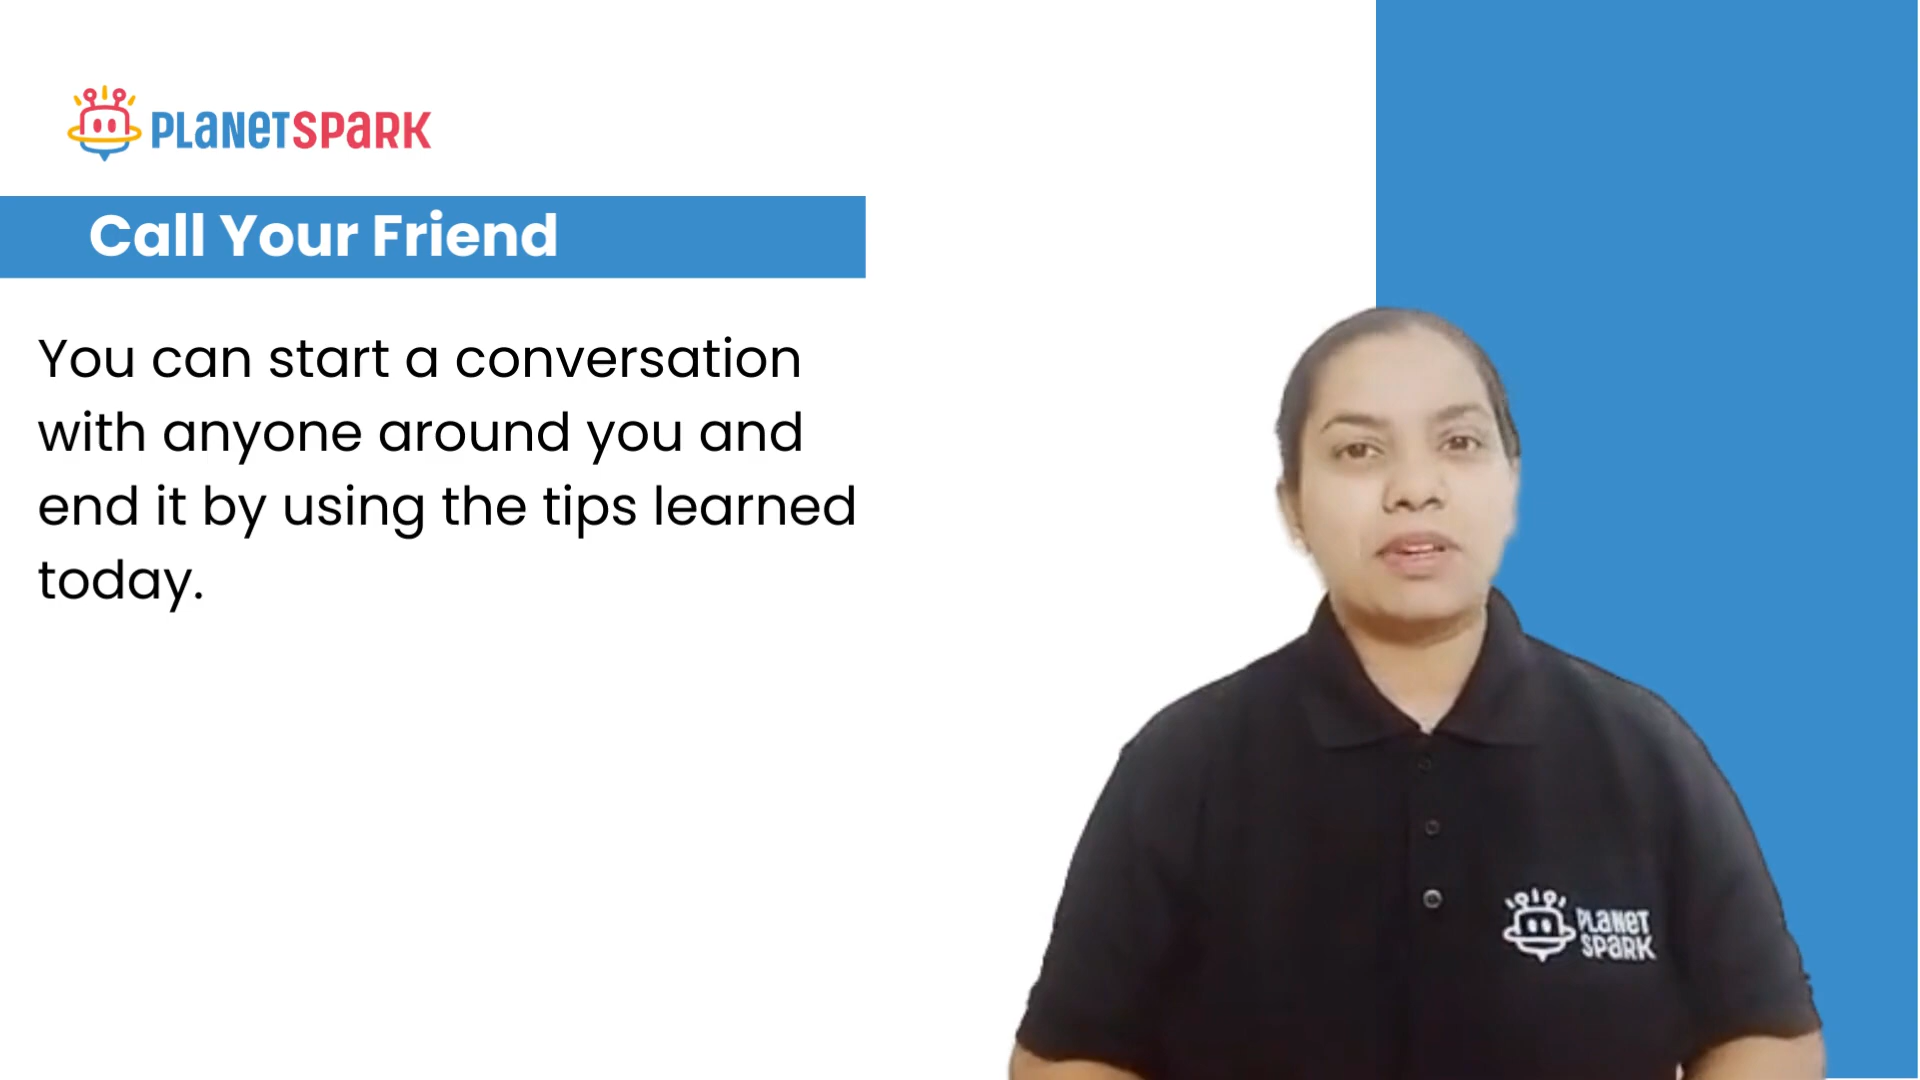 PLANETSPARK
Call Your Friend
You can start a conversation
with anyone around you and
end it by using the tips learned
today.
PLANET
SPARK